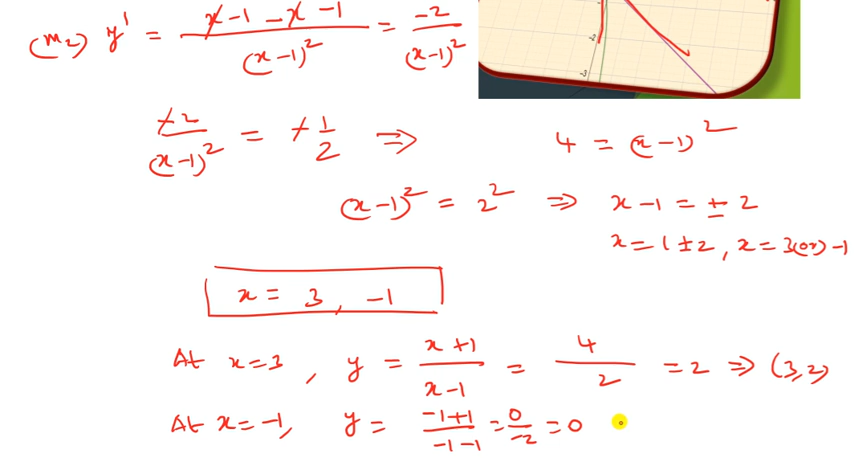 (m₂) y' = x-1-x-1/(x-1)² = -2/(x-1)²
-2
-3
-2/(x-1)² = -1/2 ⇒ 4 = (x-1)²
(x-1)² = 2² ⇒ x-1 = ±2
x = 1±2, x = 3(or)-1
x = 3, -1
At x=3, y = x+1/x-1 = 4/2 = 2 ⇒ (3,2)
At x=-1, y = -1+1/-1-1 = 0/-2 = 0